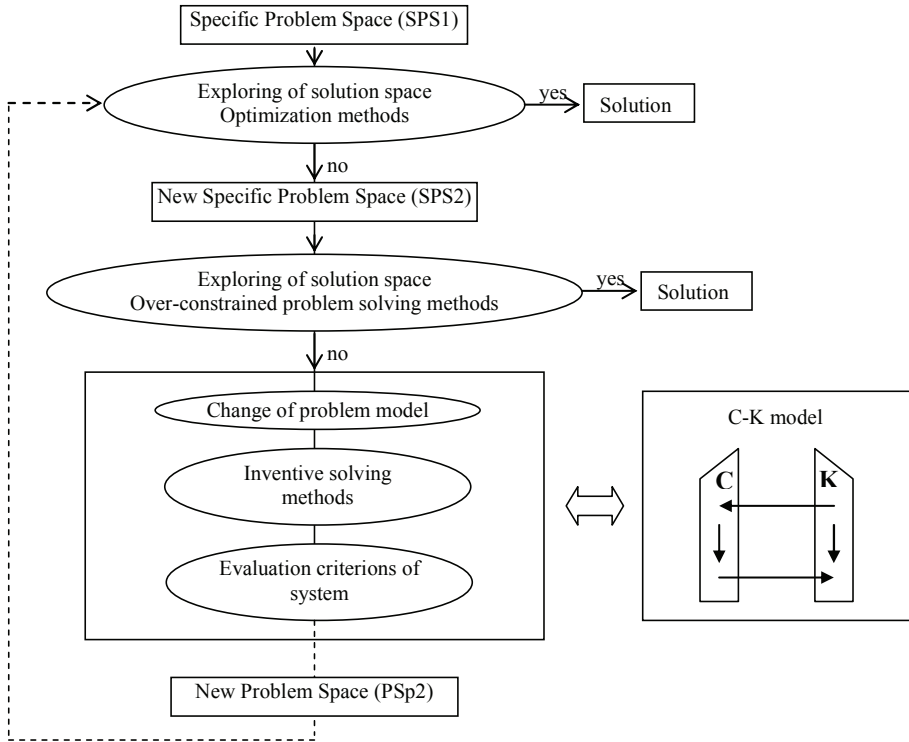 Specific Problem Space (SPS1)
Exploring of solution space
Optimization methods
yes
Solution
no
New Specific Problem Space (SPS2)
Exploring of solution space
Over-constrained problem solving methods
yes
Solution
no
Change of problem model
Inventive solving
methods
Evaluation criterions of
system
C-K model
C
K
New Problem Space (PSp2)